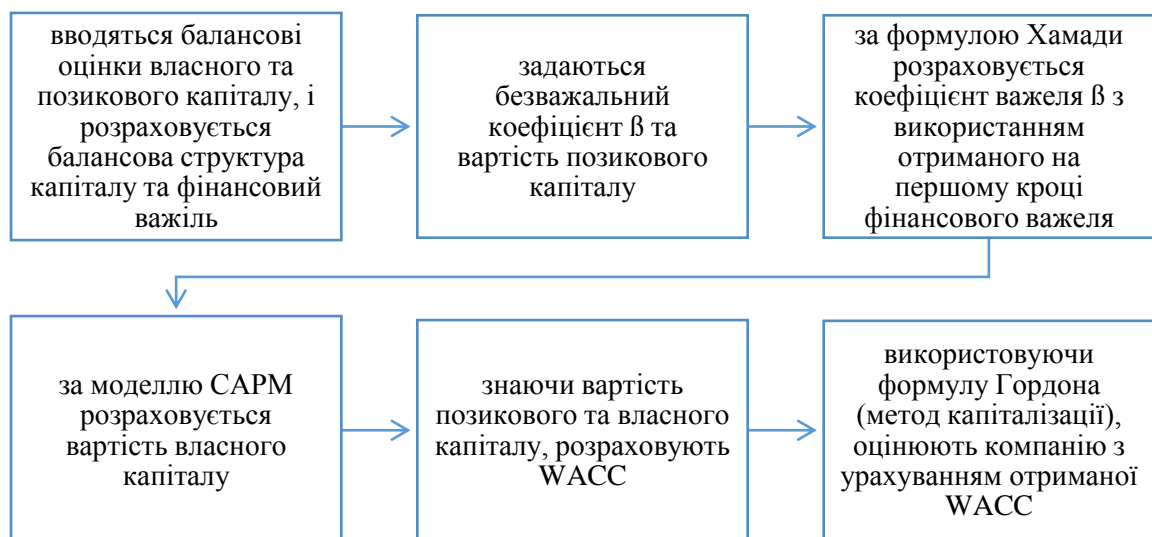 вводяться балансові
оцінки власного та
позикового капіталу, і
розраховується
балансова структура
капіталу та фінансовий
важіль
задаються
безважальний
коефіцієнт ß та
вартість позикового
капіталу
за формулою Хамади
розраховується
коефіцієнт важеля ß з
використанням
отриманого на
першому кроці
фінансового важеля
за моделлю CAPM
розраховується
вартість власного
капіталу
знаючи вартість
позикового та власного
капіталу, розраховують
WACC
використовуючи
формулу Гордона
(метод капіталізації),
оцінюють компанію з
урахуванням отриманої
WACC